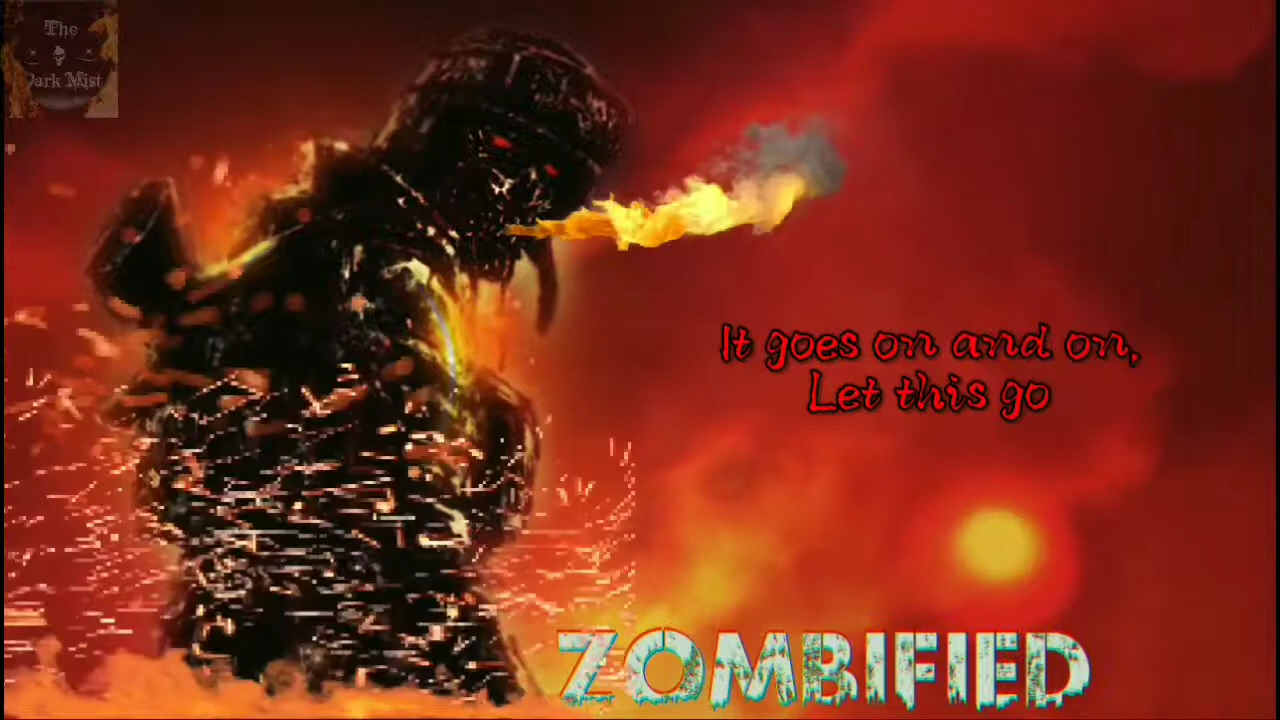 The
Dark Mist
It goes on and on,
Let this go
ZOMBIFIED